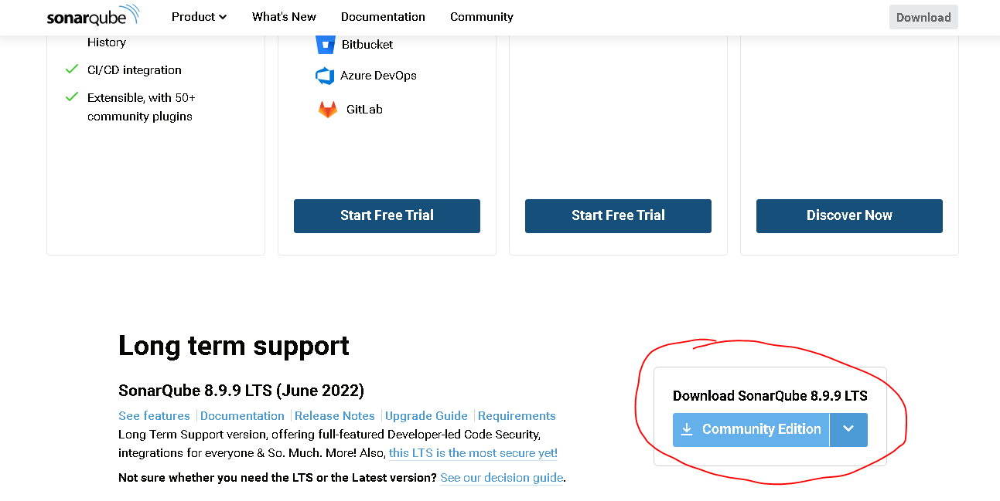 sonarqube Product What's New Documentation Community Download
History
CI/CD integration
Extensible, with 50+
community plugins
Bitbucket
Azure DevOps
GitLab
Start Free Trial
Start Free Trial
Discover Now
Long term support
SonarQube 8.9.9 LTS (June 2022)
See features Documentation Release Notes Upgrade Guide Requirements
Long Term Support version, offering full-featured Developer-led Code Security,
integrations for everyone & So. Much. More! Also, this LTS is the most secure yet!
Not sure whether you need the LTS or the Latest version? See our decision guide.
Download SonarQube 8.9.9 LTS
Community Edition